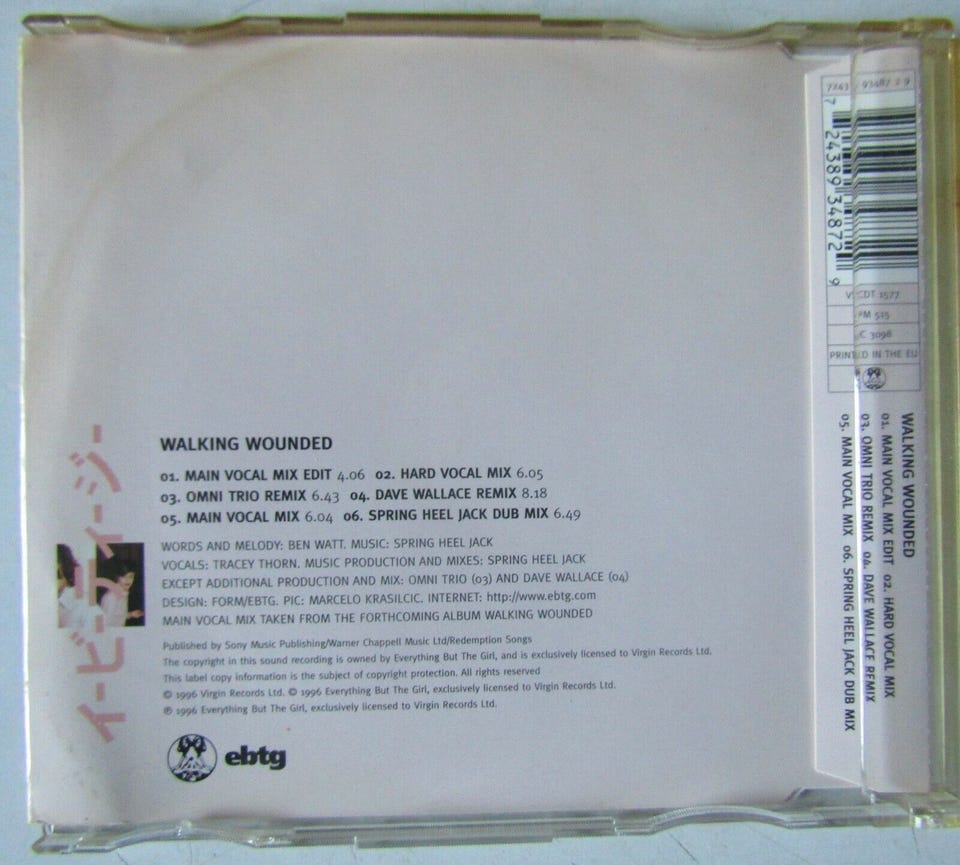 WALKING WOUNDED
01. MAIN VOCAL MIX EDIT 4.06 02. HARD VOCAL MIX 6.05
03. OMNI TRIO REMIX 6.43 04. DAVE WALLACE REMIX 8.18
05. MAIN VOCAL MIX 6.04 06. SPRING HEEL JACK DUB MIX 6.49
WORDS AND MELODY: BEN WATT. MUSIC: SPRING HEEL JACK
VOCALS: TRACEY THORN. MUSIC PRODUCTION AND MIXES: SPRING HEEL JACK
EXCEPT ADDITIONAL PRODUCTION AND MIX: OMNI TRIO (03) AND DAVE WALLACE (04)
DESIGN: FORM/EBTG. PIC: MARCELO KRASILCIC. INTERNET: http://www.ebtg.com
MAIN VOCAL MIX TAKEN FROM THE FORTHCOMING ALBUM WALKING WOUNDED
Published by Sony Music Publishing/Warner Chappell Music Ltd/Redemption Songs
The copyright in this sound recording is owned by Everything But The Girl, and is exclusively licensed to Virgin Records Ltd.
This label copy information is the subject of copyright protection. All rights reserved
© 1996 Virgin Records Ltd. © 1996 Everything But The Girl, exclusively licensed to Virgin Records Ltd.
℗ 1996 Everything But The Girl, exclusively licensed to Virgin Records Ltd.
ebtg
イービーティージー
7243 93487 2 9
7 24389 34872 9
1577
PM 515
3098
PRINTED IN THE EU
WALKING WOUNDED
01. MAIN VOCAL MIX EDIT 02. HARD VOCAL MIX
03. OMNI TRIO REMIX 04. DAVE WALLACE REMIX
05. MAIN VOCAL MIX 06. SPRING HEEL JACK DUB MIX